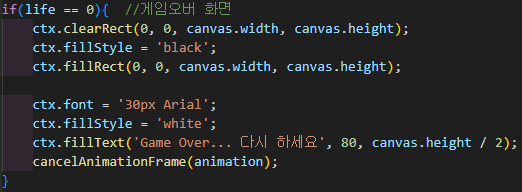 if(life == 0){  //게임오버 화면
    ctx.clearRect(0, 0, canvas.width, canvas.height);
    ctx.fillStyle = 'black';
    ctx.fillRect(0, 0, canvas.width, canvas.height);

    ctx.font = '30px Arial';
    ctx.fillStyle = 'white';
    ctx.fillText('Game Over... 다시 하세요', 80, canvas.height / 2);
    cancelAnimationFrame(animation);
}